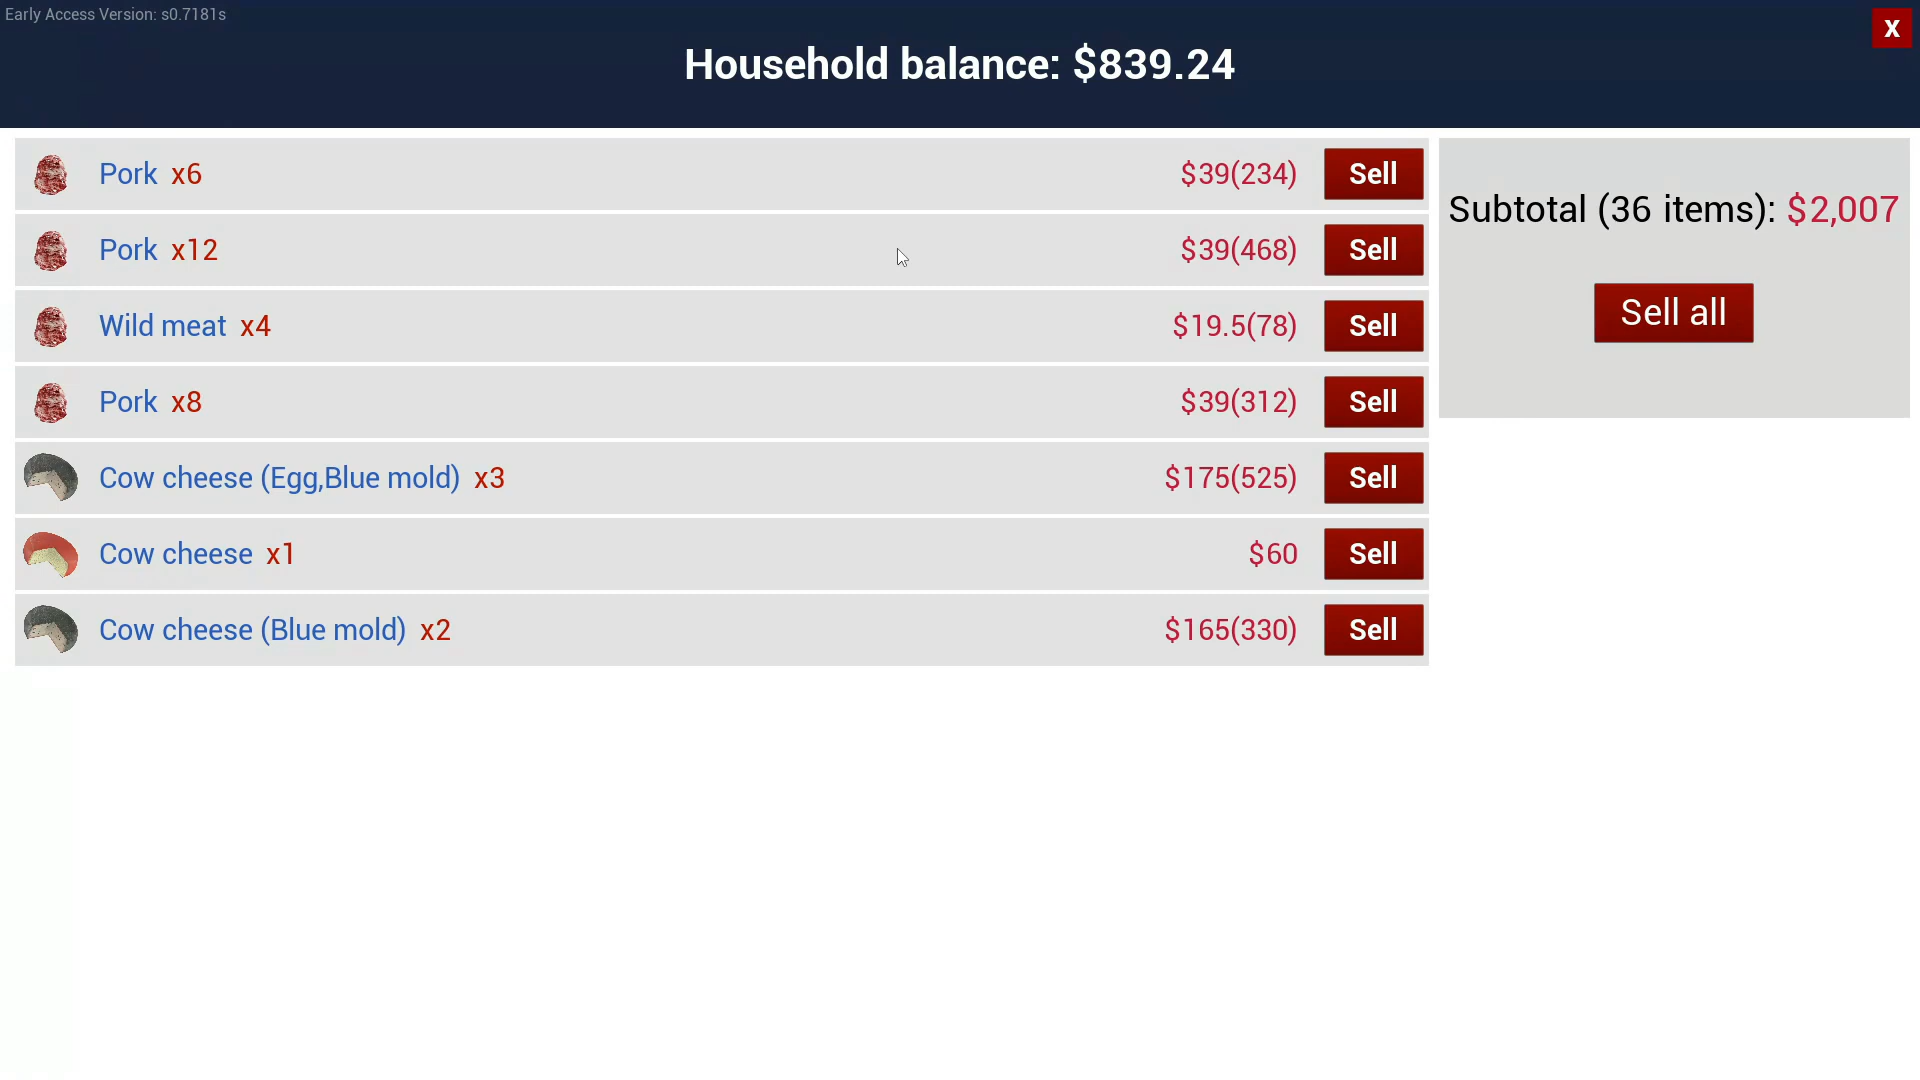 Early Access Version: s0.7181s
X
Household balance: $839.24
Pork x6 $39(234) Sell
Pork x12 $39(468) Sell
Wild meat x4 $19.5(78) Sell
Pork x8 $39(312) Sell
Cow cheese (Egg,Blue mold) x3 $175(525) Sell
Cow cheese x1 $60 Sell
Cow cheese (Blue mold) x2 $165(330) Sell
Subtotal (36 items): $2,007
Sell all